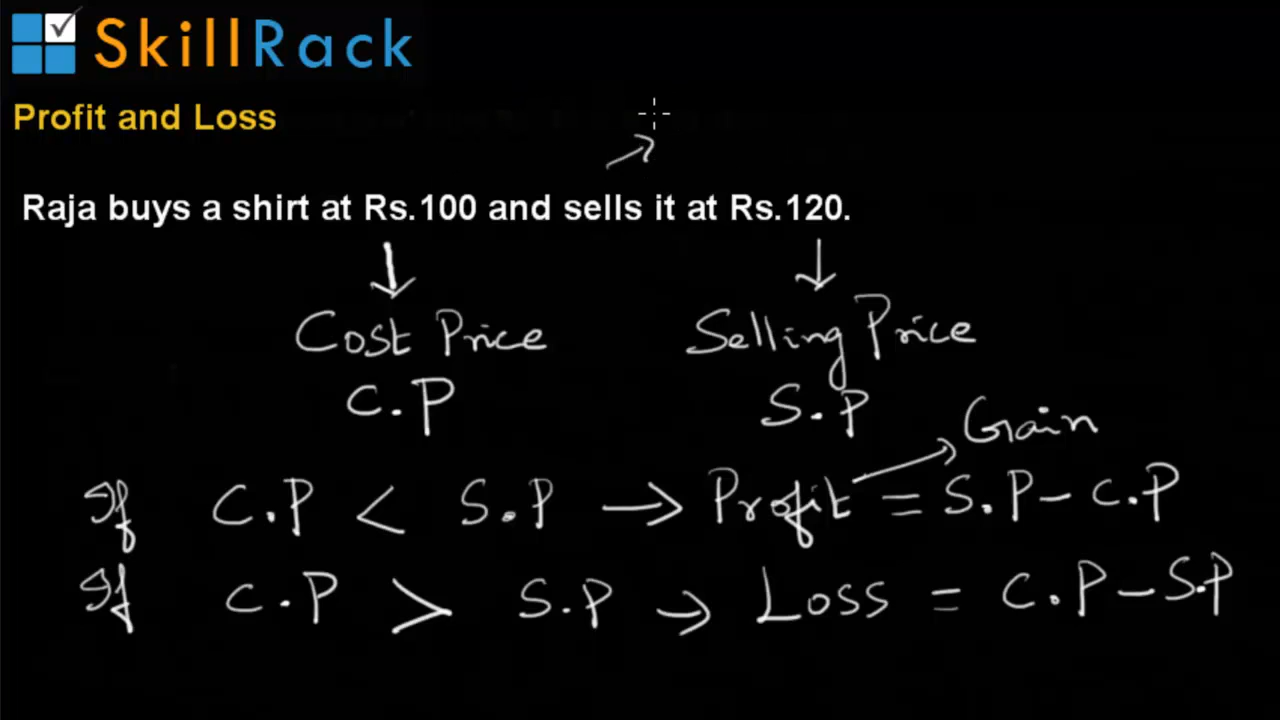 SkillRack
Profit and Loss
Raja buys a shirt at Rs.100 and sells it at Rs.120.
Cost Price Selling Price
C.P S.P
Gain
If C.P < S.P → Profit = S.P - C.P
If C.P > S.P → Loss = C.P - S.P